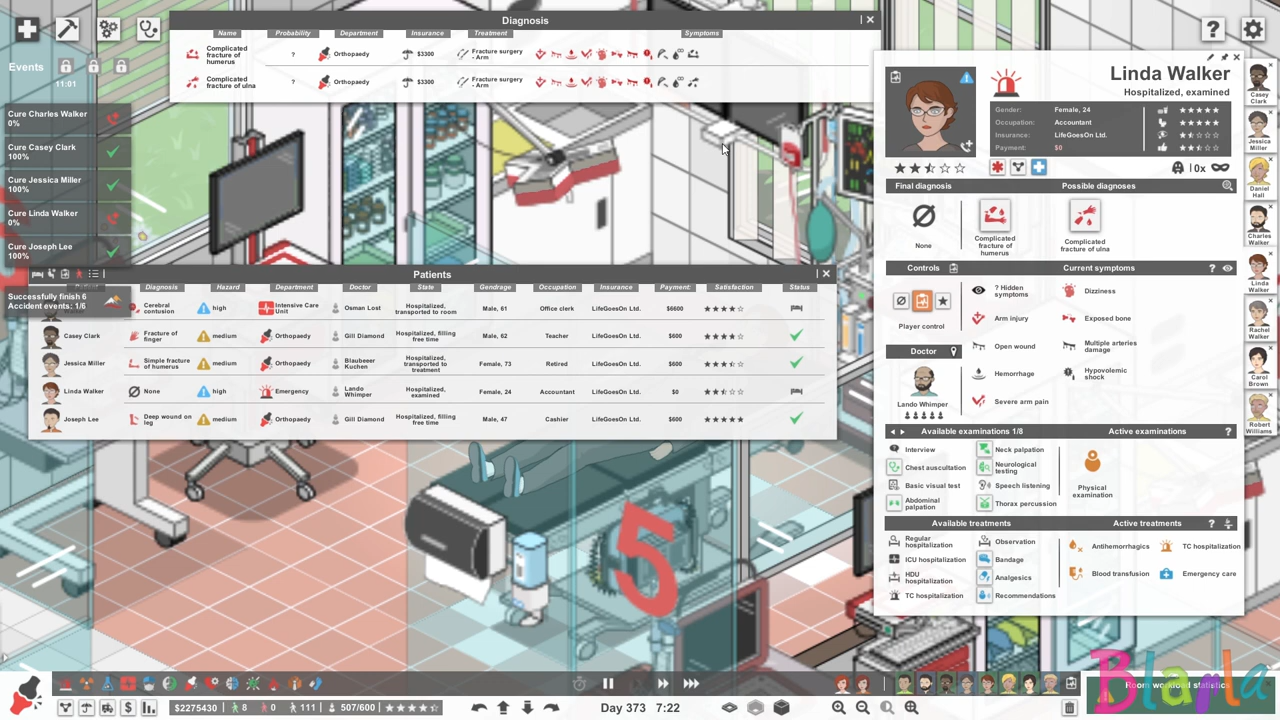 Diagnosis
Name Probability Department Insurance Treatment Symptoms
Complicated fracture of humerus ? Orthopaedy $3300 Fracture surgery - Arm
Complicated fracture of ulna ? Orthopaedy $3300 Fracture surgery - Arm
Events
11:01
Cure Charles Walker
0%
Cure Casey Clark
100%
Cure Jessica Miller
100%
Cure Linda Walker
0%
Cure Joseph Lee
100%
Successfully finish 6
Accident events: 1/6
Patients
Diagnosis Hazard Department Doctor State Gendrage Occupation Insurance Payment: Satisfaction Status
Cerebral contusion high Intensive Care Unit Osman Lost Hospitalized, transported to room Male, 61 Office clerk LifeGoesOn Ltd. $6600
Casey Clark Fracture of finger medium Orthopaedy Gill Diamond Hospitalized, filling free time Male, 62 Teacher LifeGoesOn Ltd. $600
Jessica Miller Simple fracture of humerus medium Orthopaedy Blaubeeer Kuchen Hospitalized, transported to treatment Female, 73 Retired LifeGoesOn Ltd. $600
Linda Walker None high Emergency Lando Whimper Hospitalized, examined Female, 24 Accountant LifeGoesOn Ltd. $0
Joseph Lee Deep wound on leg medium Orthopaedy Gill Diamond Hospitalized, filling free time Male, 47 Cashier LifeGoesOn Ltd. $600
Linda Walker
Hospitalized, examined
Gender: Female, 24
Occupation: Accountant
Insurance: LifeGoesOn Ltd.
Payment: $0
0x
Final diagnosis Possible diagnoses
None
Complicated fracture of humerus
Complicated fracture of ulna
Controls Current symptoms
Player control
? Hidden symptoms Dizziness
Arm injury Exposed bone
Open wound Multiple arteries damage
Hemorrhage Hypovolemic shock
Severe arm pain
Doctor
Lando Whimper
Available examinations 1/8 Active examinations
Interview Neck palpation
Chest auscultation Neurological testing
Basic visual test Speech listening
Abdominal palpation Thorax percussion
Physical examination
Available treatments Active treatments
Regular hospitalization Observation
ICU hospitalization Bandage
HDU hospitalization Analgesics
TC hospitalization Recommendations
Antihemorrhagics TC hospitalization
Blood transfusion Emergency care
Casey Clark
Jessica Miller
Daniel Hall
Charles Walker
Linda Walker
Rachel Walker
Carol Brown
Robert Williams
5
$2275430 8 0 111 507/600
Day 373 7:22
Room workload statistics
Blarla